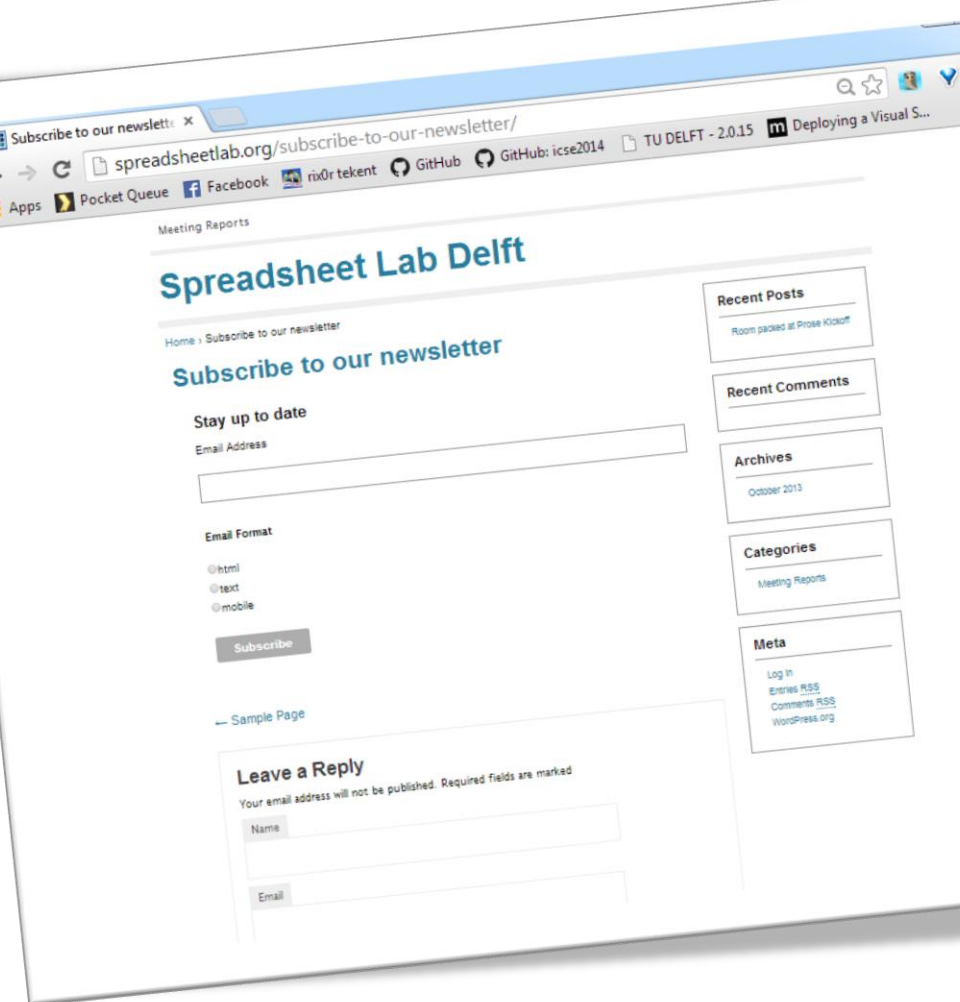 Subscribe to our newslette
spreadsheetlab.org/subscribe-to-our-newsletter/
Apps Pocket Queue Facebook rix0r tekent GitHub GitHub: icse2014 TU DELFT - 2.0.15 m Deploying a Visual S...
Meeting Reports
Spreadsheet Lab Delft
Home › Subscribe to our newsletter
Subscribe to our newsletter
Stay up to date
Email Address
Email Format
html
text
mobile
Subscribe
← Sample Page
Leave a Reply
Your email address will not be published. Required fields are marked
Name
Email
Recent Posts
Room packed at Prose Kickoff
Recent Comments
Archives
October 2013
Categories
Meeting Reports
Meta
Log in
Entries RSS
Comments RSS
WordPress.org